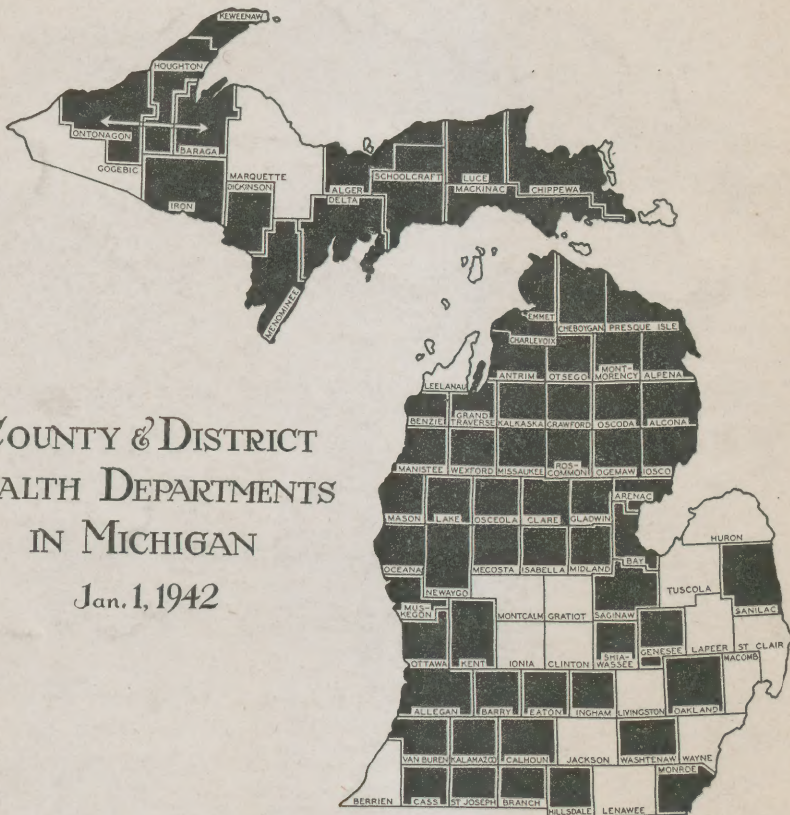 KEWEENAW
HOUGHTON
ONTONAGON
BARAGA
GOGEBIC
MARQUETTE
DICKINSON
IRON
ALGER
DELTA
SCHOOLCRAFT
LUCE
MACKINAC
CHIPPEWA
MENOMINEE
EMMET
CHEBOYGAN
PRESQUE ISLE
CHARLEVOIX
LEELANAU
ANTRIM
OTSEGO
MONT-
MORENCY
ALPENA
BENZIE
GRAND
TRAVERSE
KALKASKA
CRAWFORD
OSCODA
ALCONA
MANISTEE
WEXFORD
MISSAUKEE
ROS-
COMMON
OGEMAW
IOSCO
ARENAC
MASON
LAKE
OSCEOLA
CLARE
GLADWIN
HURON
OCEANA
NEWAYGO
MECOSTA
ISABELLA
MIDLAND
BAY
TUSCOLA
SANILAC
MUS-
KEGON
MONTCALM
GRATIOT
SAGINAW
OTTAWA
KENT
IONIA
CLINTON
SHIA-
WASSEE
GENESEE
LAPEER
ST CLAIR
MACOMB
ALLEGAN
BARRY
EATON
INGHAM
LIVINGSTON
OAKLAND
VAN BUREN
KALAMAZOO
CALHOUN
JACKSON
WASHTENAW
WAYNE
MONROE
BERRIEN
CASS
ST JOSEPH
BRANCH
HILLSDALE
LENAWEE
OUNTY & DISTRICT
ALTH DEPARTMENTS
IN MICHIGAN
Jan. 1, 1942